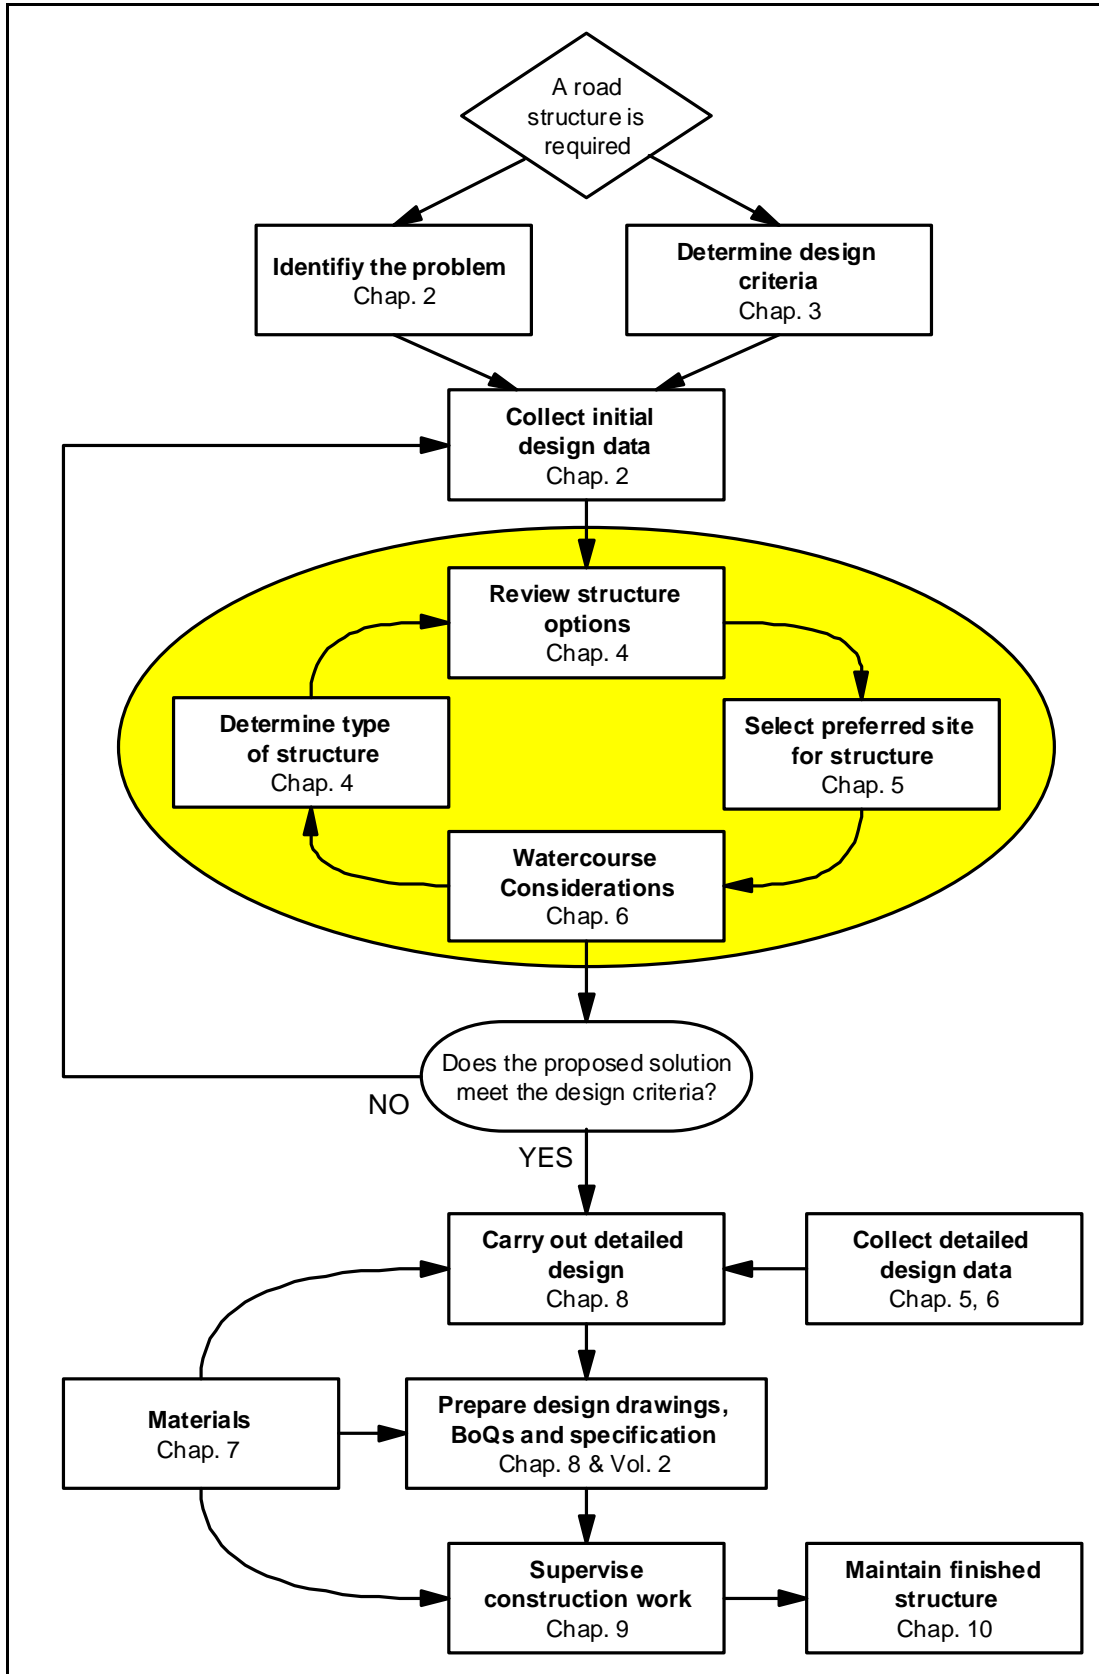 A road
structure is
required
Identifiy the problem
Chap. 2
Determine design
criteria
Chap. 3
Collect initial
design data
Chap. 2
Review structure
options
Chap. 4
Determine type
of structure
Chap. 4
Select preferred site
for structure
Chap. 5
Watercourse
Considerations
Chap. 6
Does the proposed solution
meet the design criteria?
NO
YES
Carry out detailed
design
Chap. 8
Collect detailed
design data
Chap. 5, 6
Materials
Chap. 7
Prepare design drawings,
BoQs and specification
Chap. 8 & Vol. 2
Supervise
construction work
Chap. 9
Maintain finished
structure
Chap. 10